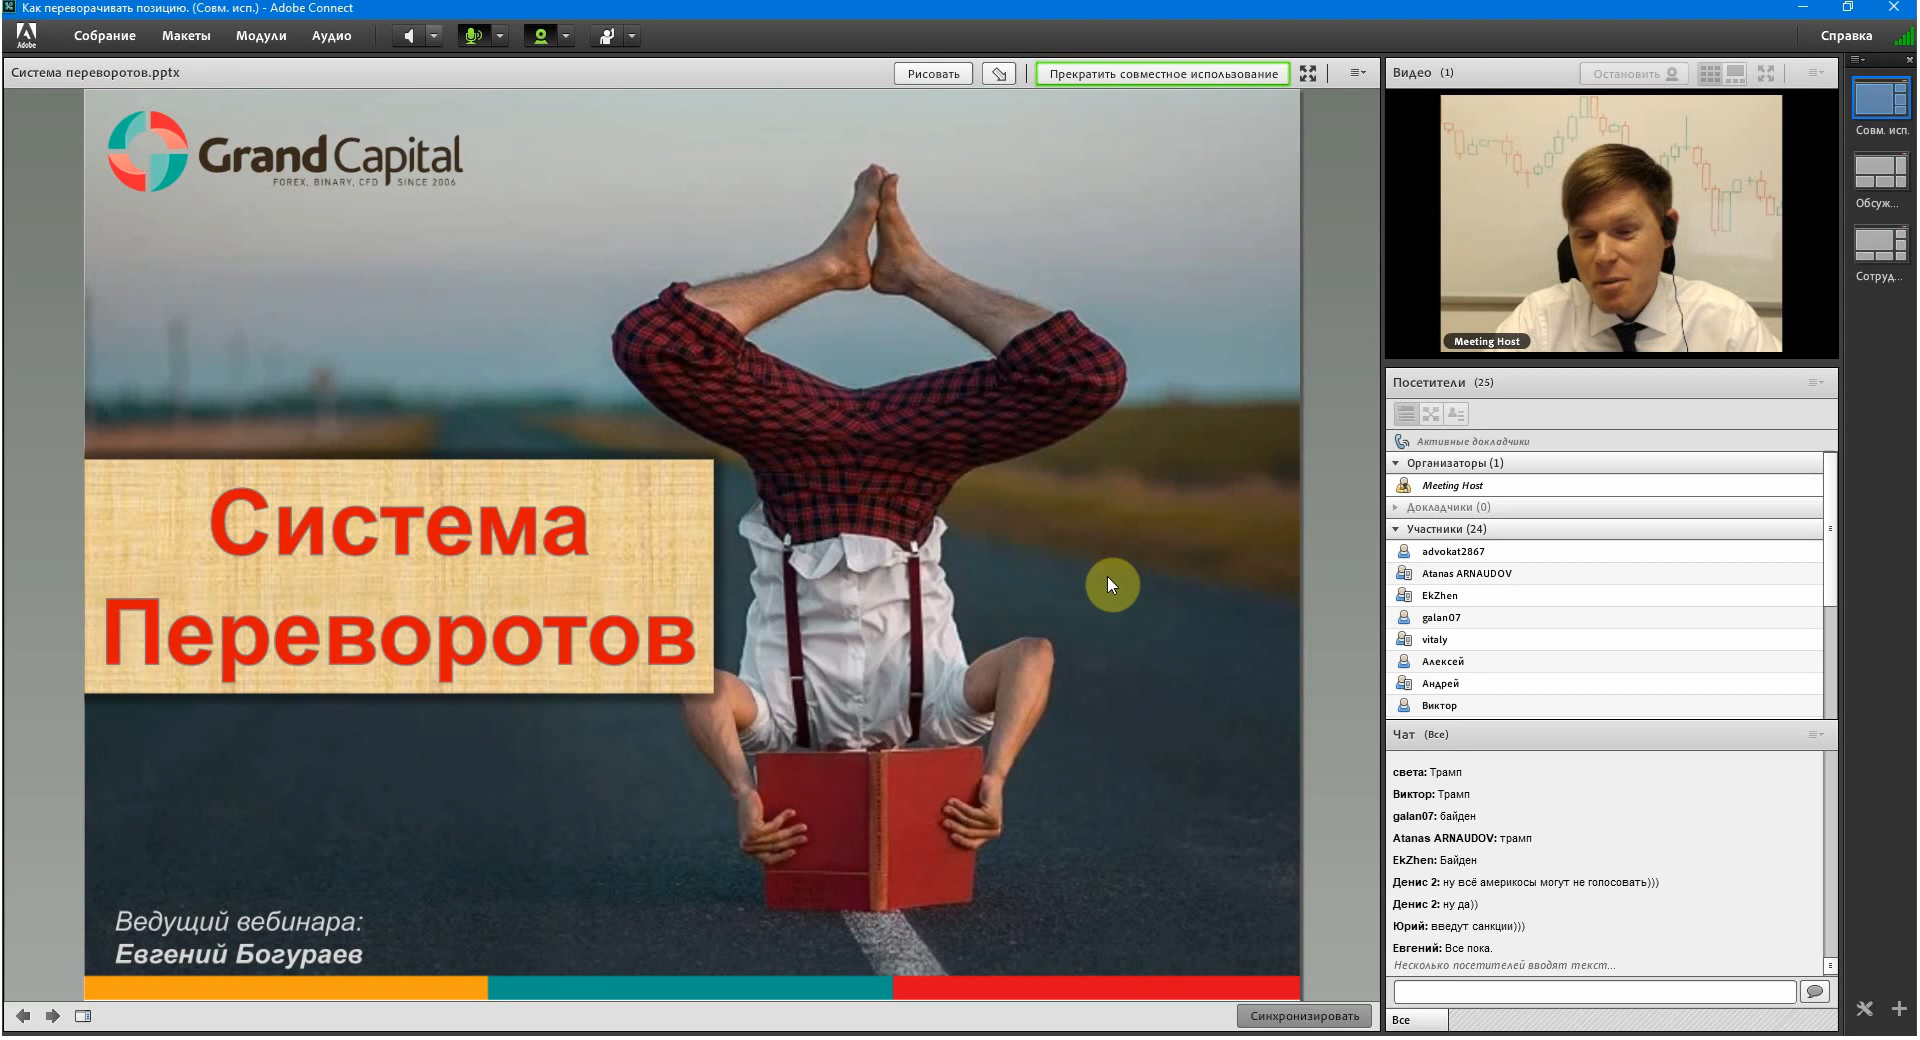 Как переворачивать позицию. (Совм. исп.) - Adobe Connect
Adobe
Собрание
Макеты
Модули
Аудио
Справка
Система переворотов.pptx
Рисовать
Прекратить совместное использование
Grand Capital
FOREX, BINARY, CFD | SINCE 2006
Система
Переворотов
Ведущий вебинара:
Евгений Богураев
Синхронизировать
Видео (1)
Остановить
Meeting Host
Посетители (25)
Активные докладчики
Организаторы (1)
Meeting Host
Докладчики (0)
Участники (24)
advokat2867
Atanas ARNAUDOV
EkZhen
galan07
vitaly
Алексей
Андрей
Виктор
Чат (Все)
света: Трамп
Виктор: Трамп
galan07: байден
Atanas ARNAUDOV: трамп
EkZhen: Байден
Денис 2: ну всё америкосы могут не голосовать)))
Денис 2: ну да))
Юрий: введут санкции)))
Евгений: Все пока.
Несколько посетителей вводят текст...
Все
Совм. исп.
Обсуж...
Сотруд...